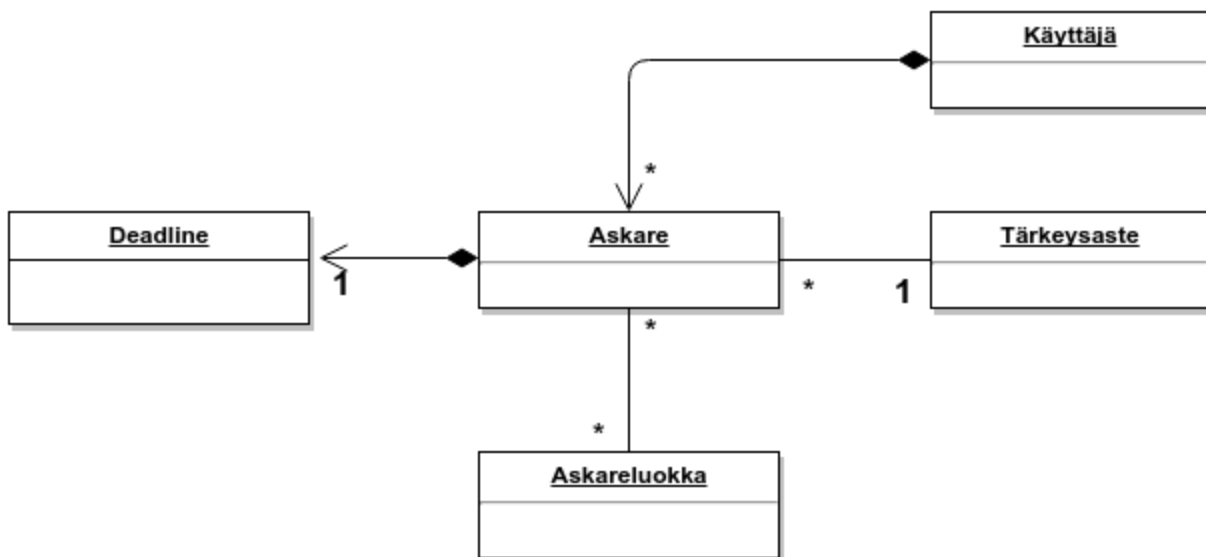 Käyttäjä
*
Deadline
Askare
Tärkeysaste
1
*
1
*
*
Askareluokka